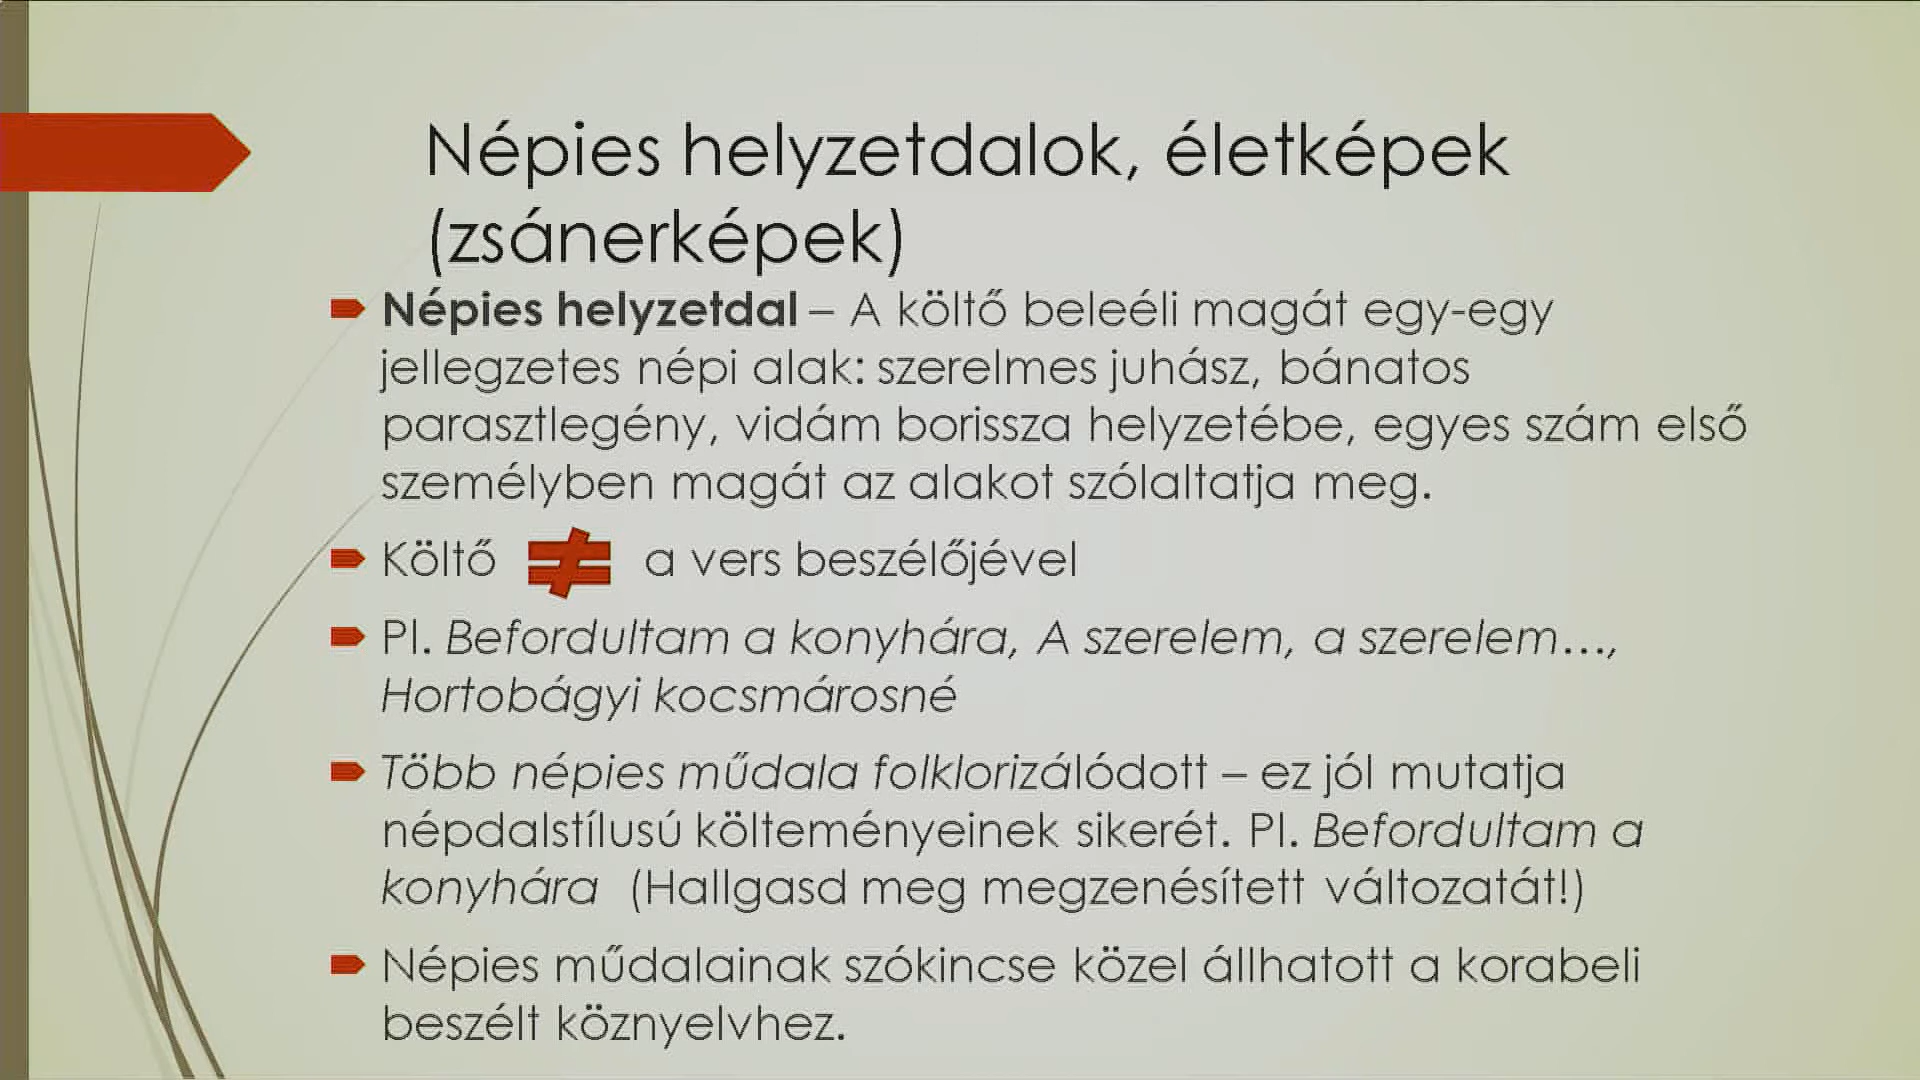 Népies helyzetdalok, életképek
(zsánerképek)
Népies helyzetdal – A költő beleéli magát egy-egy
jellegzetes népi alak: szerelmes juhász, bánatos
parasztlegény, vidám borissza helyzetébe, egyes szám első
személyben magát az alakot szólaltatja meg.
Költő ≠ a vers beszélőjével
Pl. Befordultam a konyhára, A szerelem, a szerelem…,
Hortobágyi kocsmárosné
Több népies műdala folklorizálódott – ez jól mutatja
népdalstílusú költeményeinek sikerét. Pl. Befordultam a
konyhára (Hallgasd meg megzenésített változatát!)
Népies műdalainak szókincse közel állhatott a korabeli
beszélt köznyelvhez.